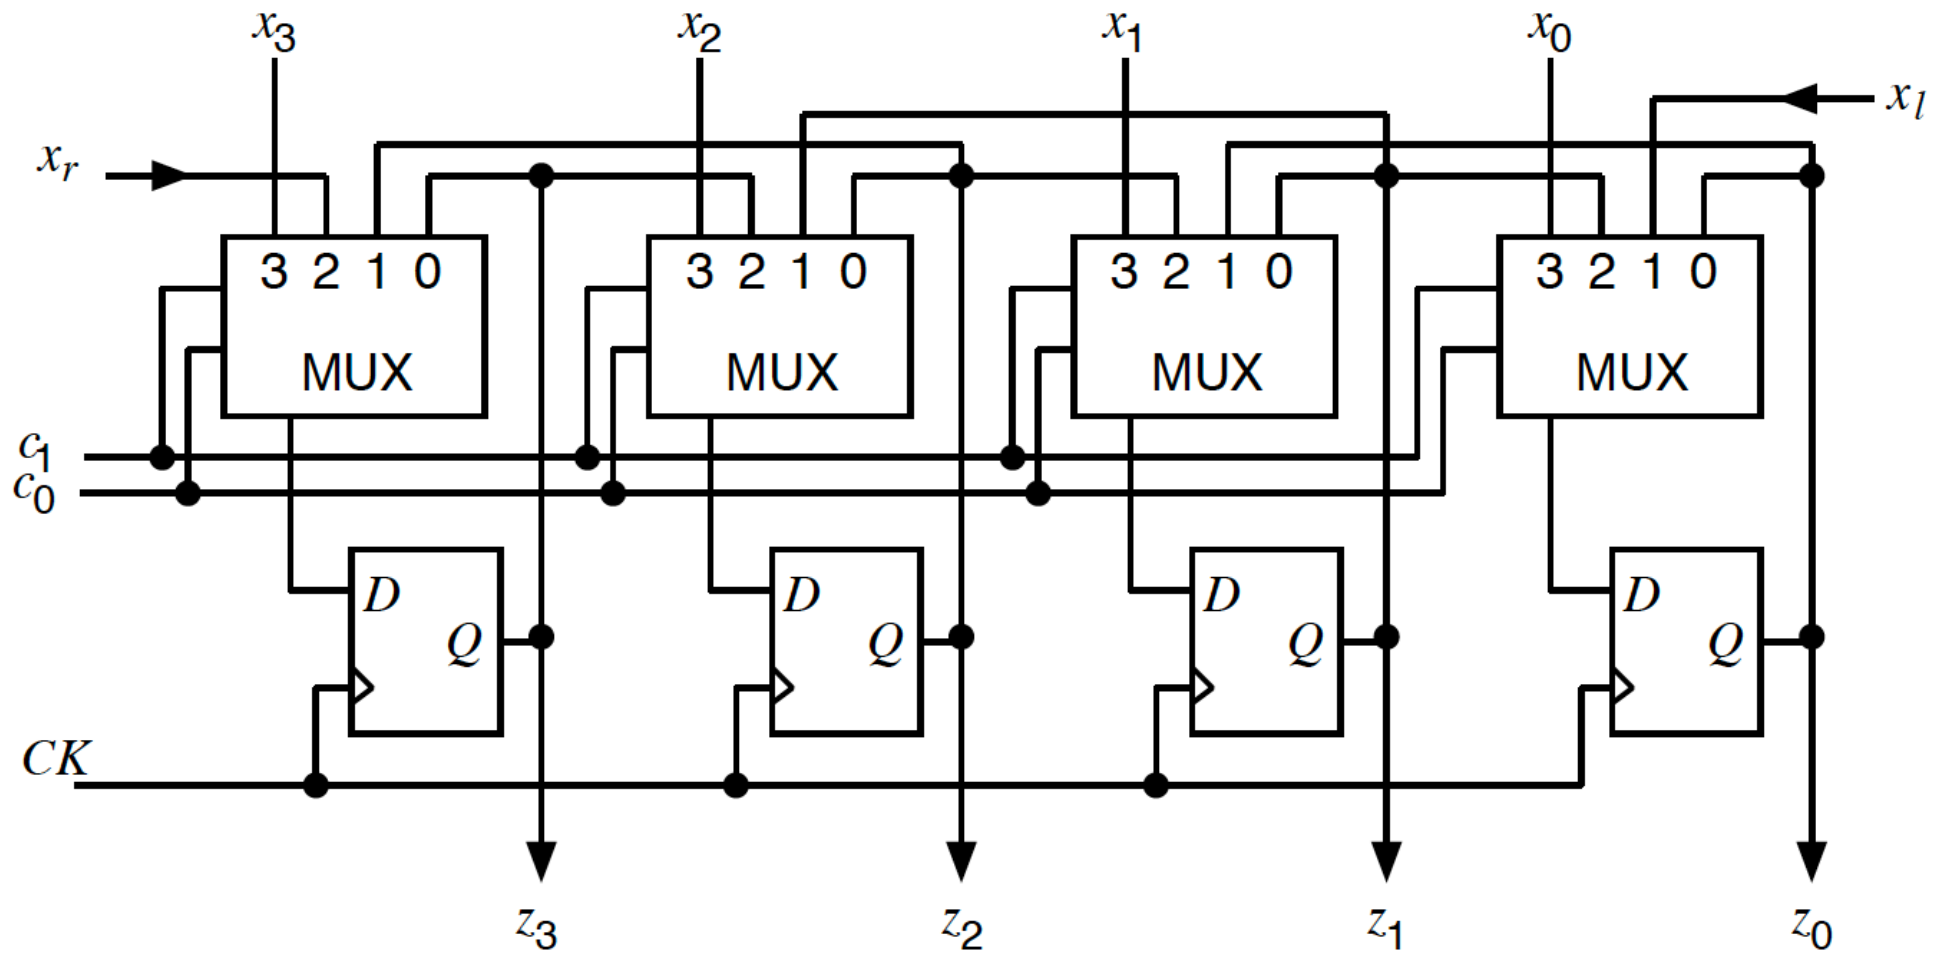 x3 x2 x1 x0
xl
xr
3 2 1 0 3 2 1 0 3 2 1 0 3 2 1 0
MUX MUX MUX MUX
c1
c0
D D D D
Q Q Q Q
CK
z3 z2 z1 z0